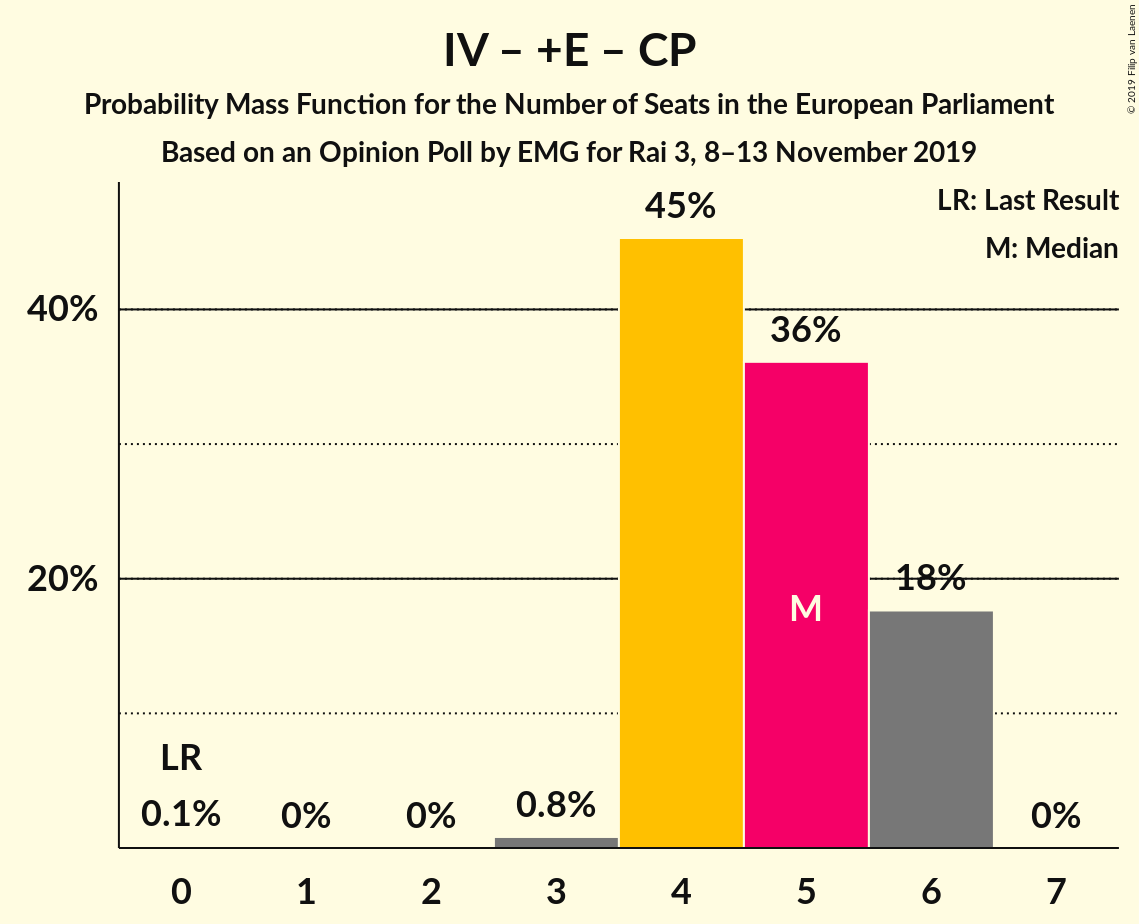 IV – +E – CP
Probability Mass Function for the Number of Seats in the European Parliament
Based on an Opinion Poll by EMG for Rai 3, 8–13 November 2019
© 2019 Filip van Laenen
LR: Last Result
M: Median
45%
40%
36%
20%
18%
M
LR
0.1%
0%
0%
0.8%
0%
0 1 2 3 4 5 6 7